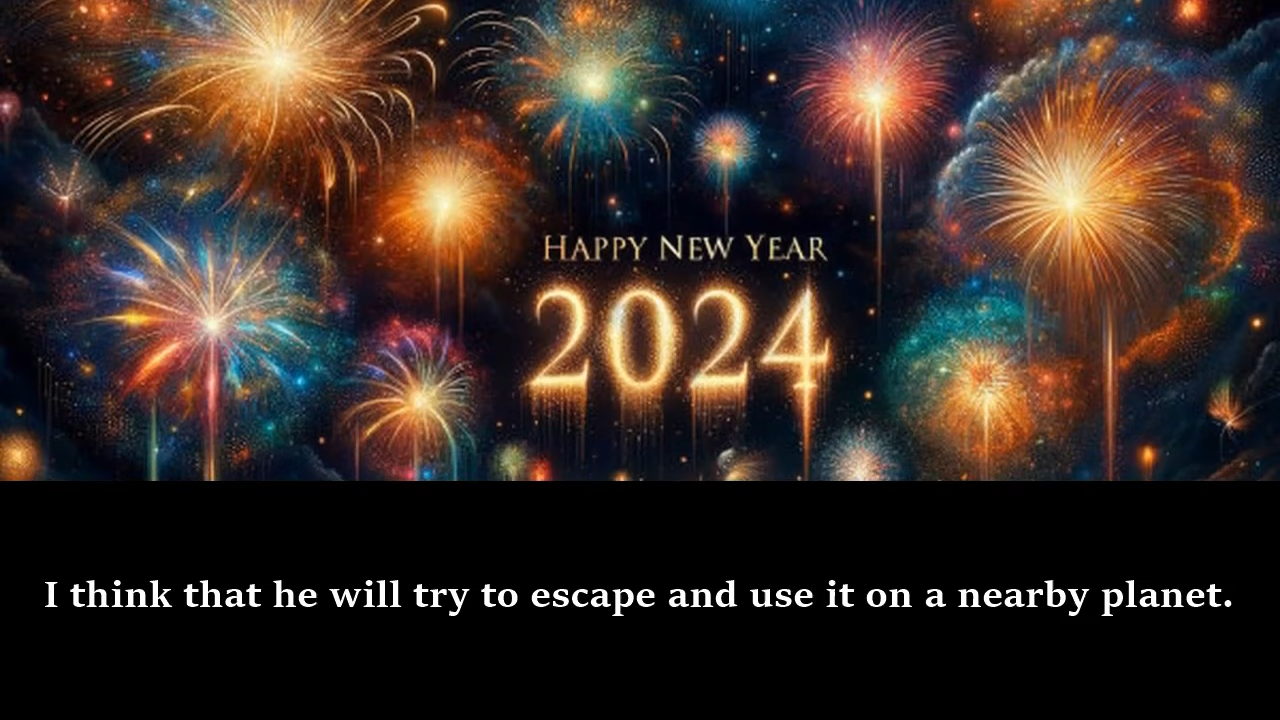 Happy New Year
2024
I think that he will try to escape and use it on a nearby planet.